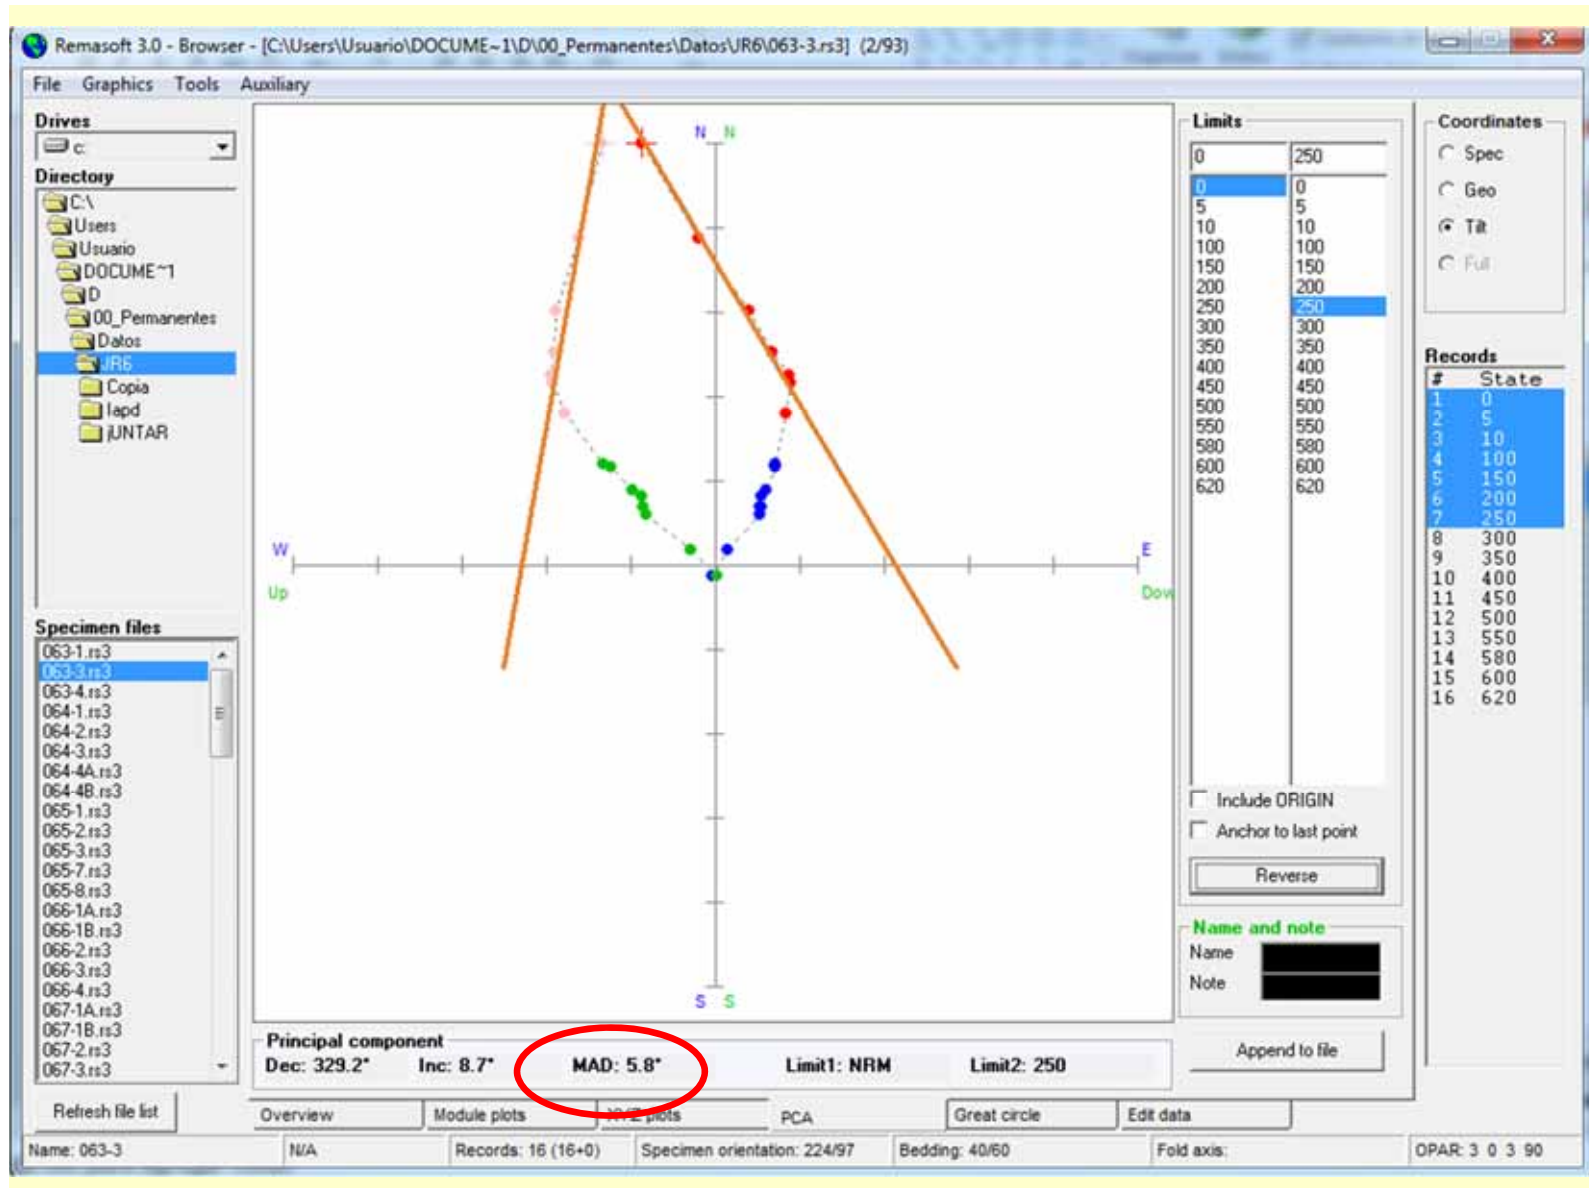 Remasoft 3.0 - Browser - [C:\Users\Usuario\DOCUME~1\D\00_Permanentes\Datos\JR6\063-3.rs3] (2/93)
File Graphics Tools Auxiliary
Drives
c:
Directory
C:\
Users
Usuario
DOCUME~1
D
00_Permanentes
Datos
JR6
Copia
Iapd
jUNTAR
Specimen files
063-1.rs3
063-3.rs3
063-4.rs3
064-1.rs3
064-2.rs3
064-3.rs3
064-4A.rs3
064-4B.rs3
065-1.rs3
065-2.rs3
065-3.rs3
065-7.rs3
065-8.rs3
066-1A.rs3
066-1B.rs3
066-2.rs3
066-3.rs3
066-4.rs3
067-1A.rs3
067-1B.rs3
067-2.rs3
067-3.rs3
Refresh file list
N N
W E
Up Dow
S S
Principal component
Dec: 329.2° Inc: 8.7° MAD: 5.8° Limit1: NRM Limit2: 250
Limits
0 250
0 0
5 5
10 10
100 100
150 150
200 200
250 250
300 300
350 350
400 400
450 450
500 500
550 550
580 580
600 600
620 620
Include ORIGIN
Anchor to last point
Reverse
Name and note
Name
Note
Append to file
Coordinates
Spec
Geo
Tilt
Full
Records
# State
1 0
2 5
3 10
4 100
5 150
6 200
7 250
8 300
9 350
10 400
11 450
12 500
13 550
14 580
15 600
16 620
Overview Module plots XY/Z plots PCA Great circle Edit data
Name: 063-3 N/A Records: 16 (16+0) Specimen orientation: 224/97 Bedding: 40/60 Fold axis: OPAR: 3 0 3 90